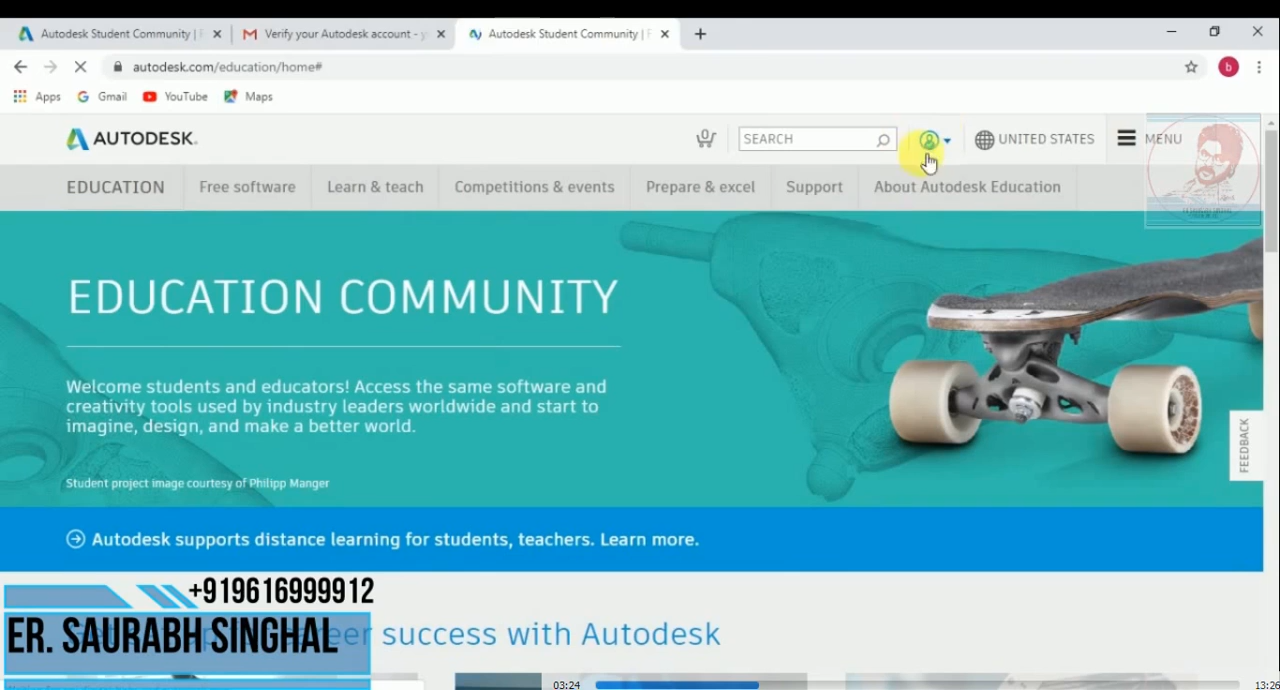 Autodesk Student Community | F
Verify your Autodesk account - y
Autodesk Student Community | F
autodesk.com/education/home#
b
Apps
Gmail
YouTube
Maps
AUTODESK.
0
SEARCH
UNITED STATES
MENU
EDUCATION
Free software
Learn & teach
Competitions & events
Prepare & excel
Support
About Autodesk Education
EDUCATION COMMUNITY
Welcome students and educators! Access the same software and
creativity tools used by industry leaders worldwide and start to
imagine, design, and make a better world.
Student project image courtesy of Philipp Manger
FEEDBACK
Autodesk supports distance learning for students, teachers. Learn more.
+919616999912
ER. SAURABH SINGHAL
success with Autodesk
03:24
13:26